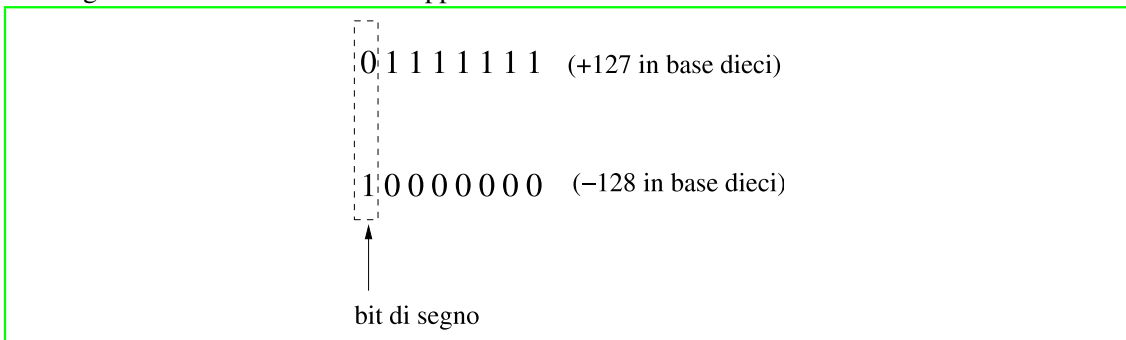 0 1 1 1 1 1 1 1 (+127 in base dieci)
1 0 0 0 0 0 0 0 (−128 in base dieci)
bit di segno